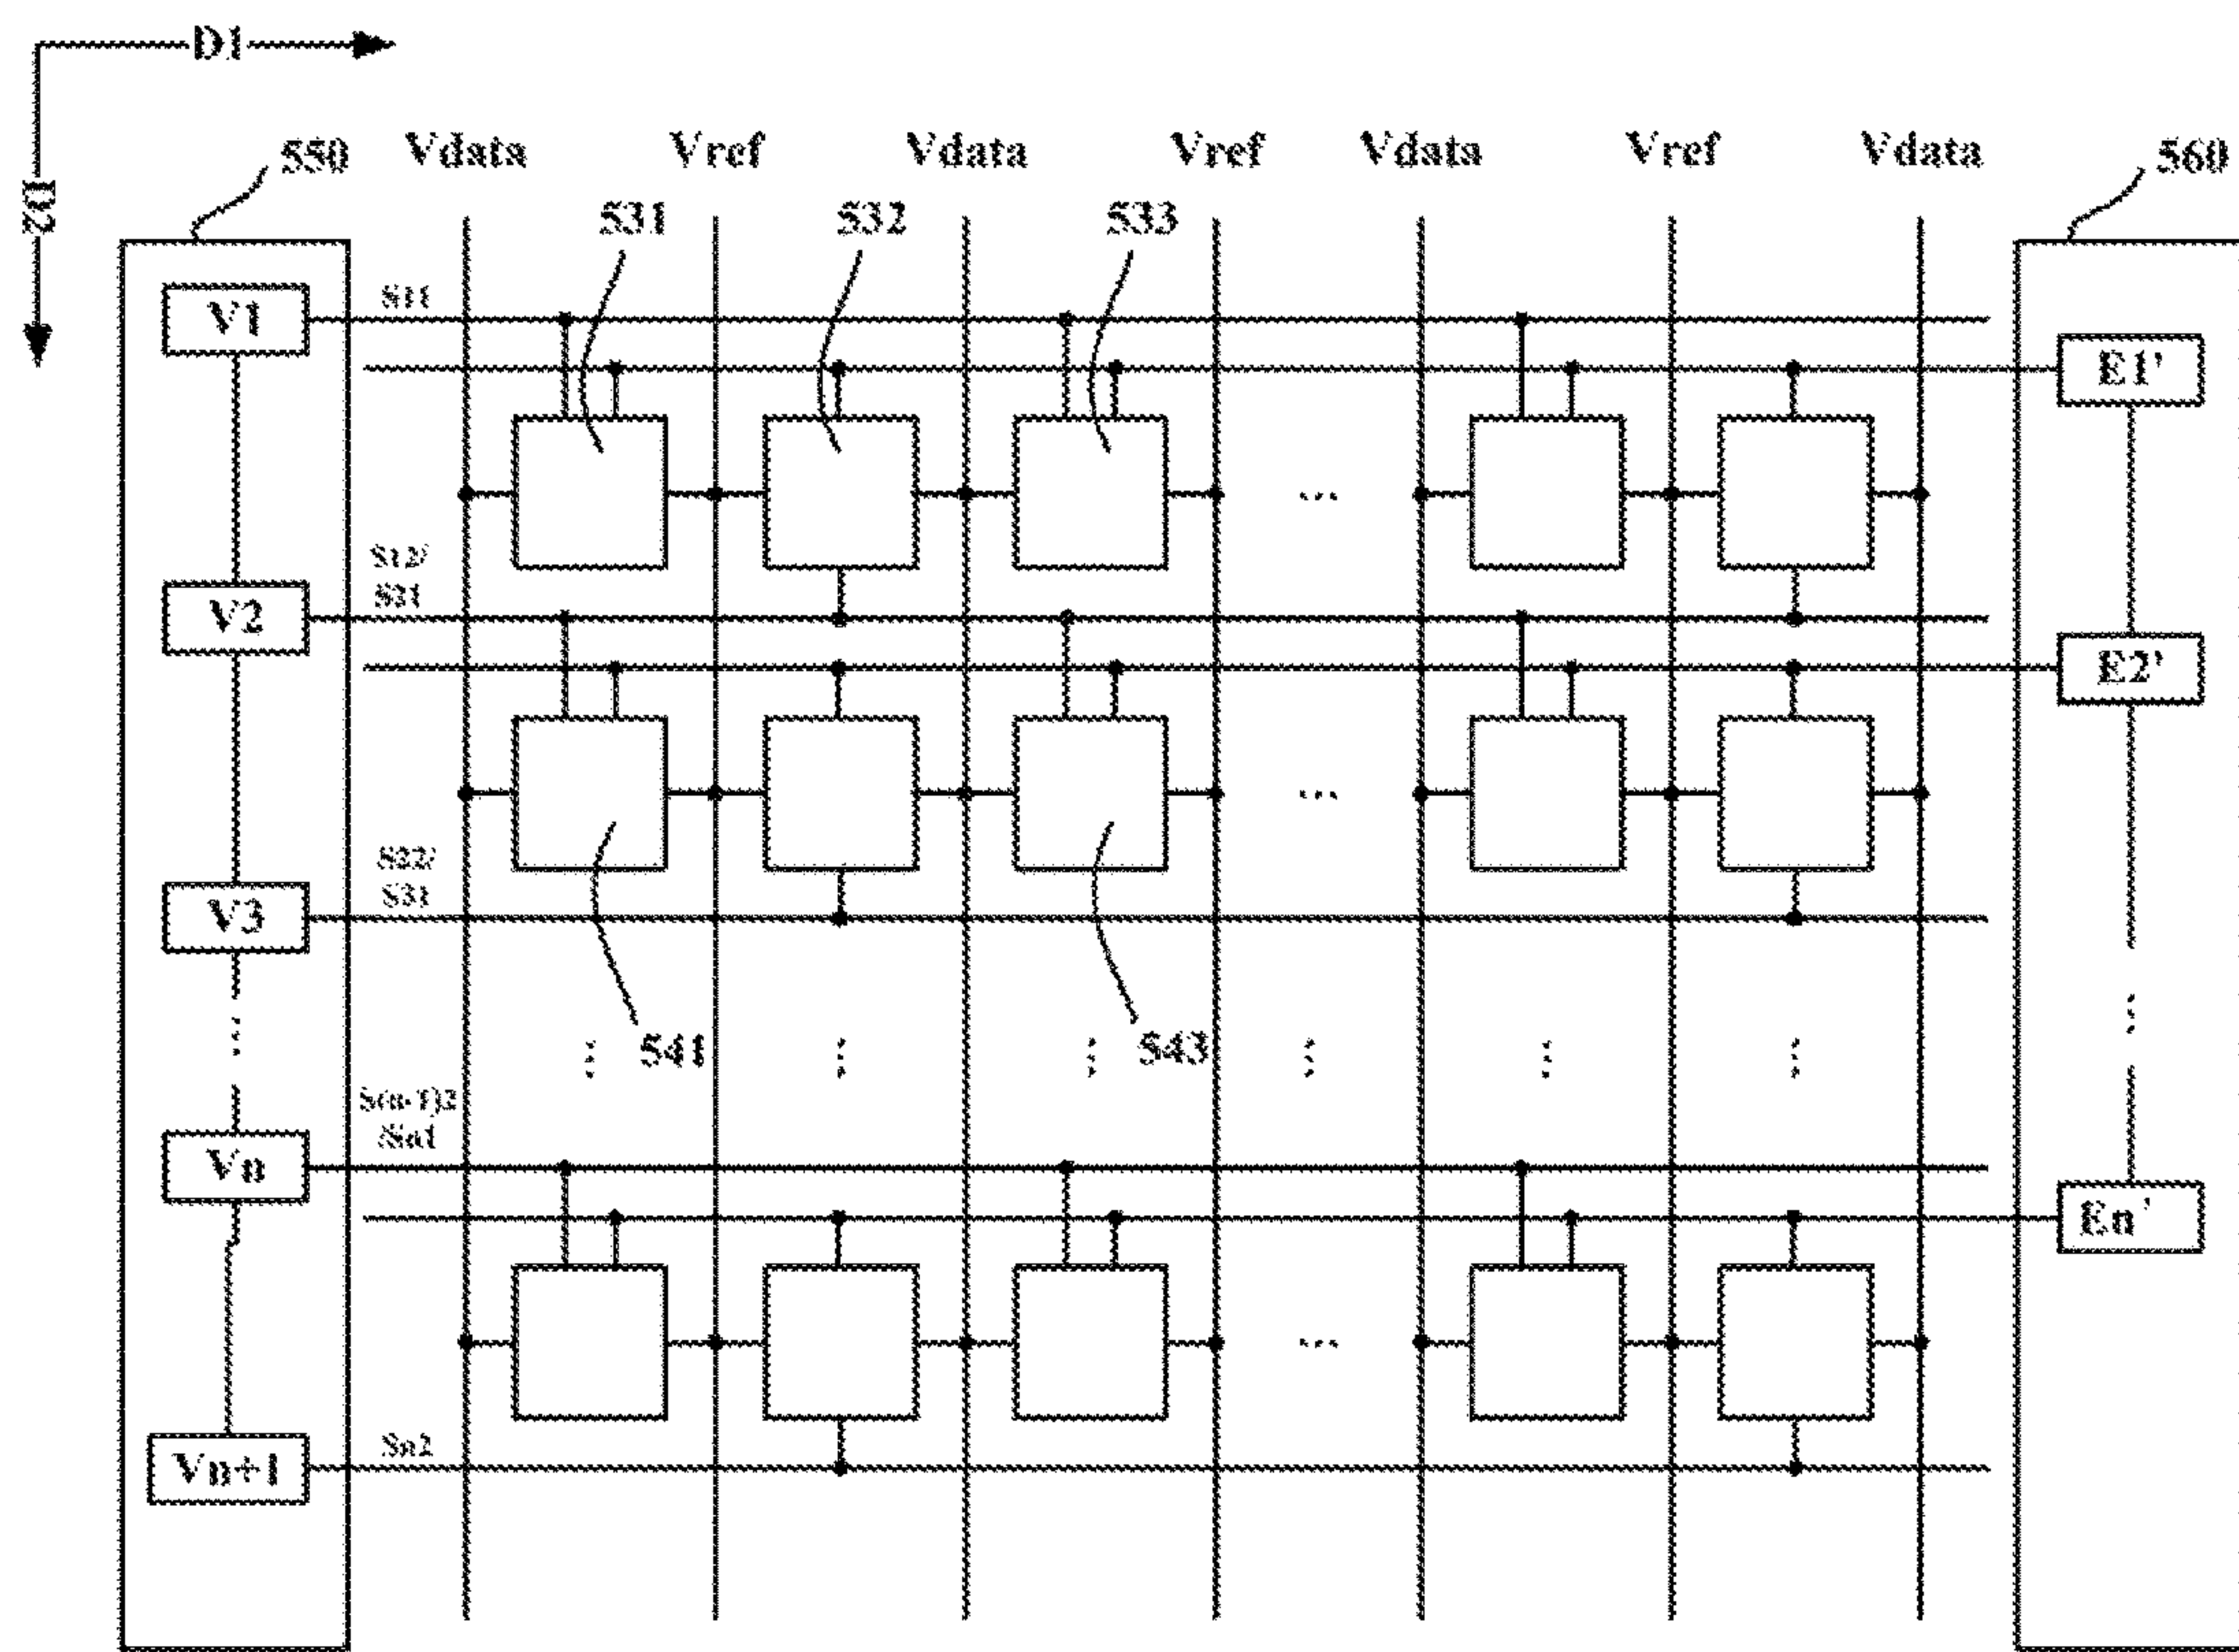 D1
D2
550
Vdata
Vref
Vdata
Vref
Vdata
Vref
Vdata
560
531
532
533
V1
S11
E1'
S12/
S21
V2
E2'
S22/
S31
V3
541
543
S(n-1)2
/Sn1
Vn
En'
Sn2
Vn+1